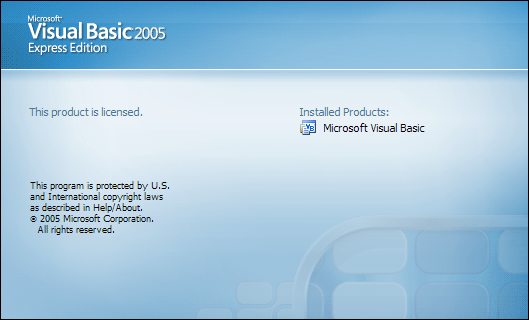 Microsoft®
Visual Basic 2005
Express Edition
This product is licensed.
Installed Products:
Microsoft Visual Basic
This program is protected by U.S.
and International copyright laws
as described in Help/About.
© 2005 Microsoft Corporation.
All rights reserved.